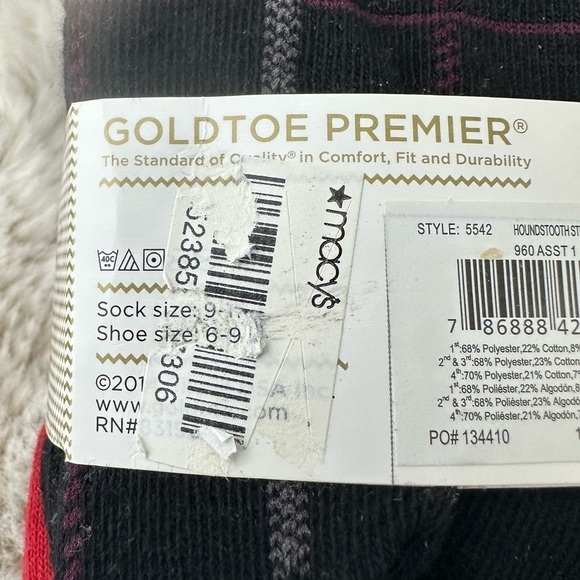 GOLDTOE PREMIER®
The Standard of Quality® in Comfort, Fit and Durability
★macy's
STYLE: 5542 HOUNDSTOOTH ST
960 ASST 1
40C
52385
306
Sock size: 9-
Shoe size: 6-9
7 86888 42
1st:68% Polyester,22% Cotton,8%
2nd & 3rd:68% Polyester,23% Cotton,
4th:70% Polyester,21% Cotton,7%
1st:68% Poliéster,22% Algodón,8
2nd & 3rd:68% Poliéster,23% Algodó
4th:70% Poliéster,21% Algodón,
PO# 134410 1
©201
www.
.com
RN#